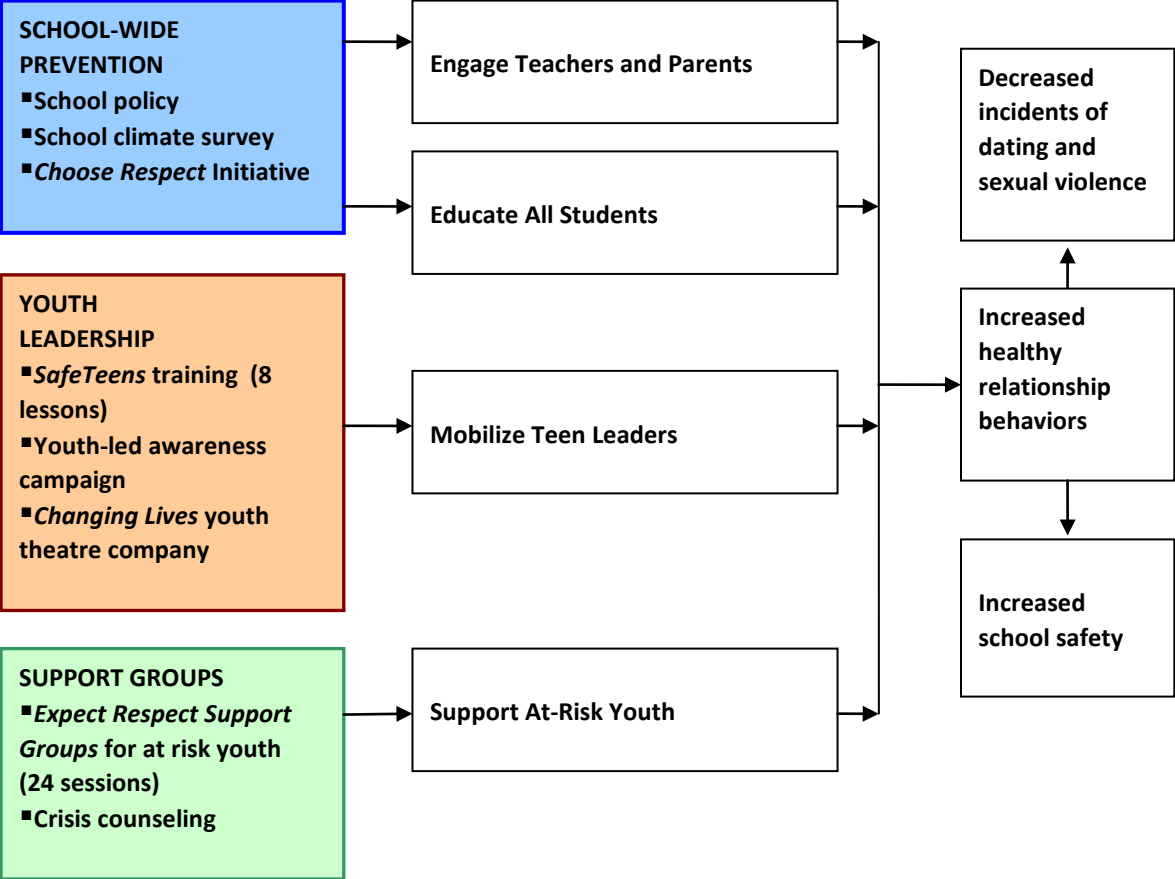 SCHOOL-WIDE
PREVENTION
▪School policy
▪School climate survey
▪Choose Respect Initiative
Engage Teachers and Parents
Educate All Students
YOUTH
LEADERSHIP
▪SafeTeens training (8
lessons)
▪Youth-led awareness
campaign
▪Changing Lives youth
theatre company
Mobilize Teen Leaders
SUPPORT GROUPS
▪Expect Respect Support
Groups for at risk youth
(24 sessions)
▪Crisis counseling
Support At-Risk Youth
Decreased
incidents of
dating and
sexual violence
Increased
healthy
relationship
behaviors
Increased
school safety